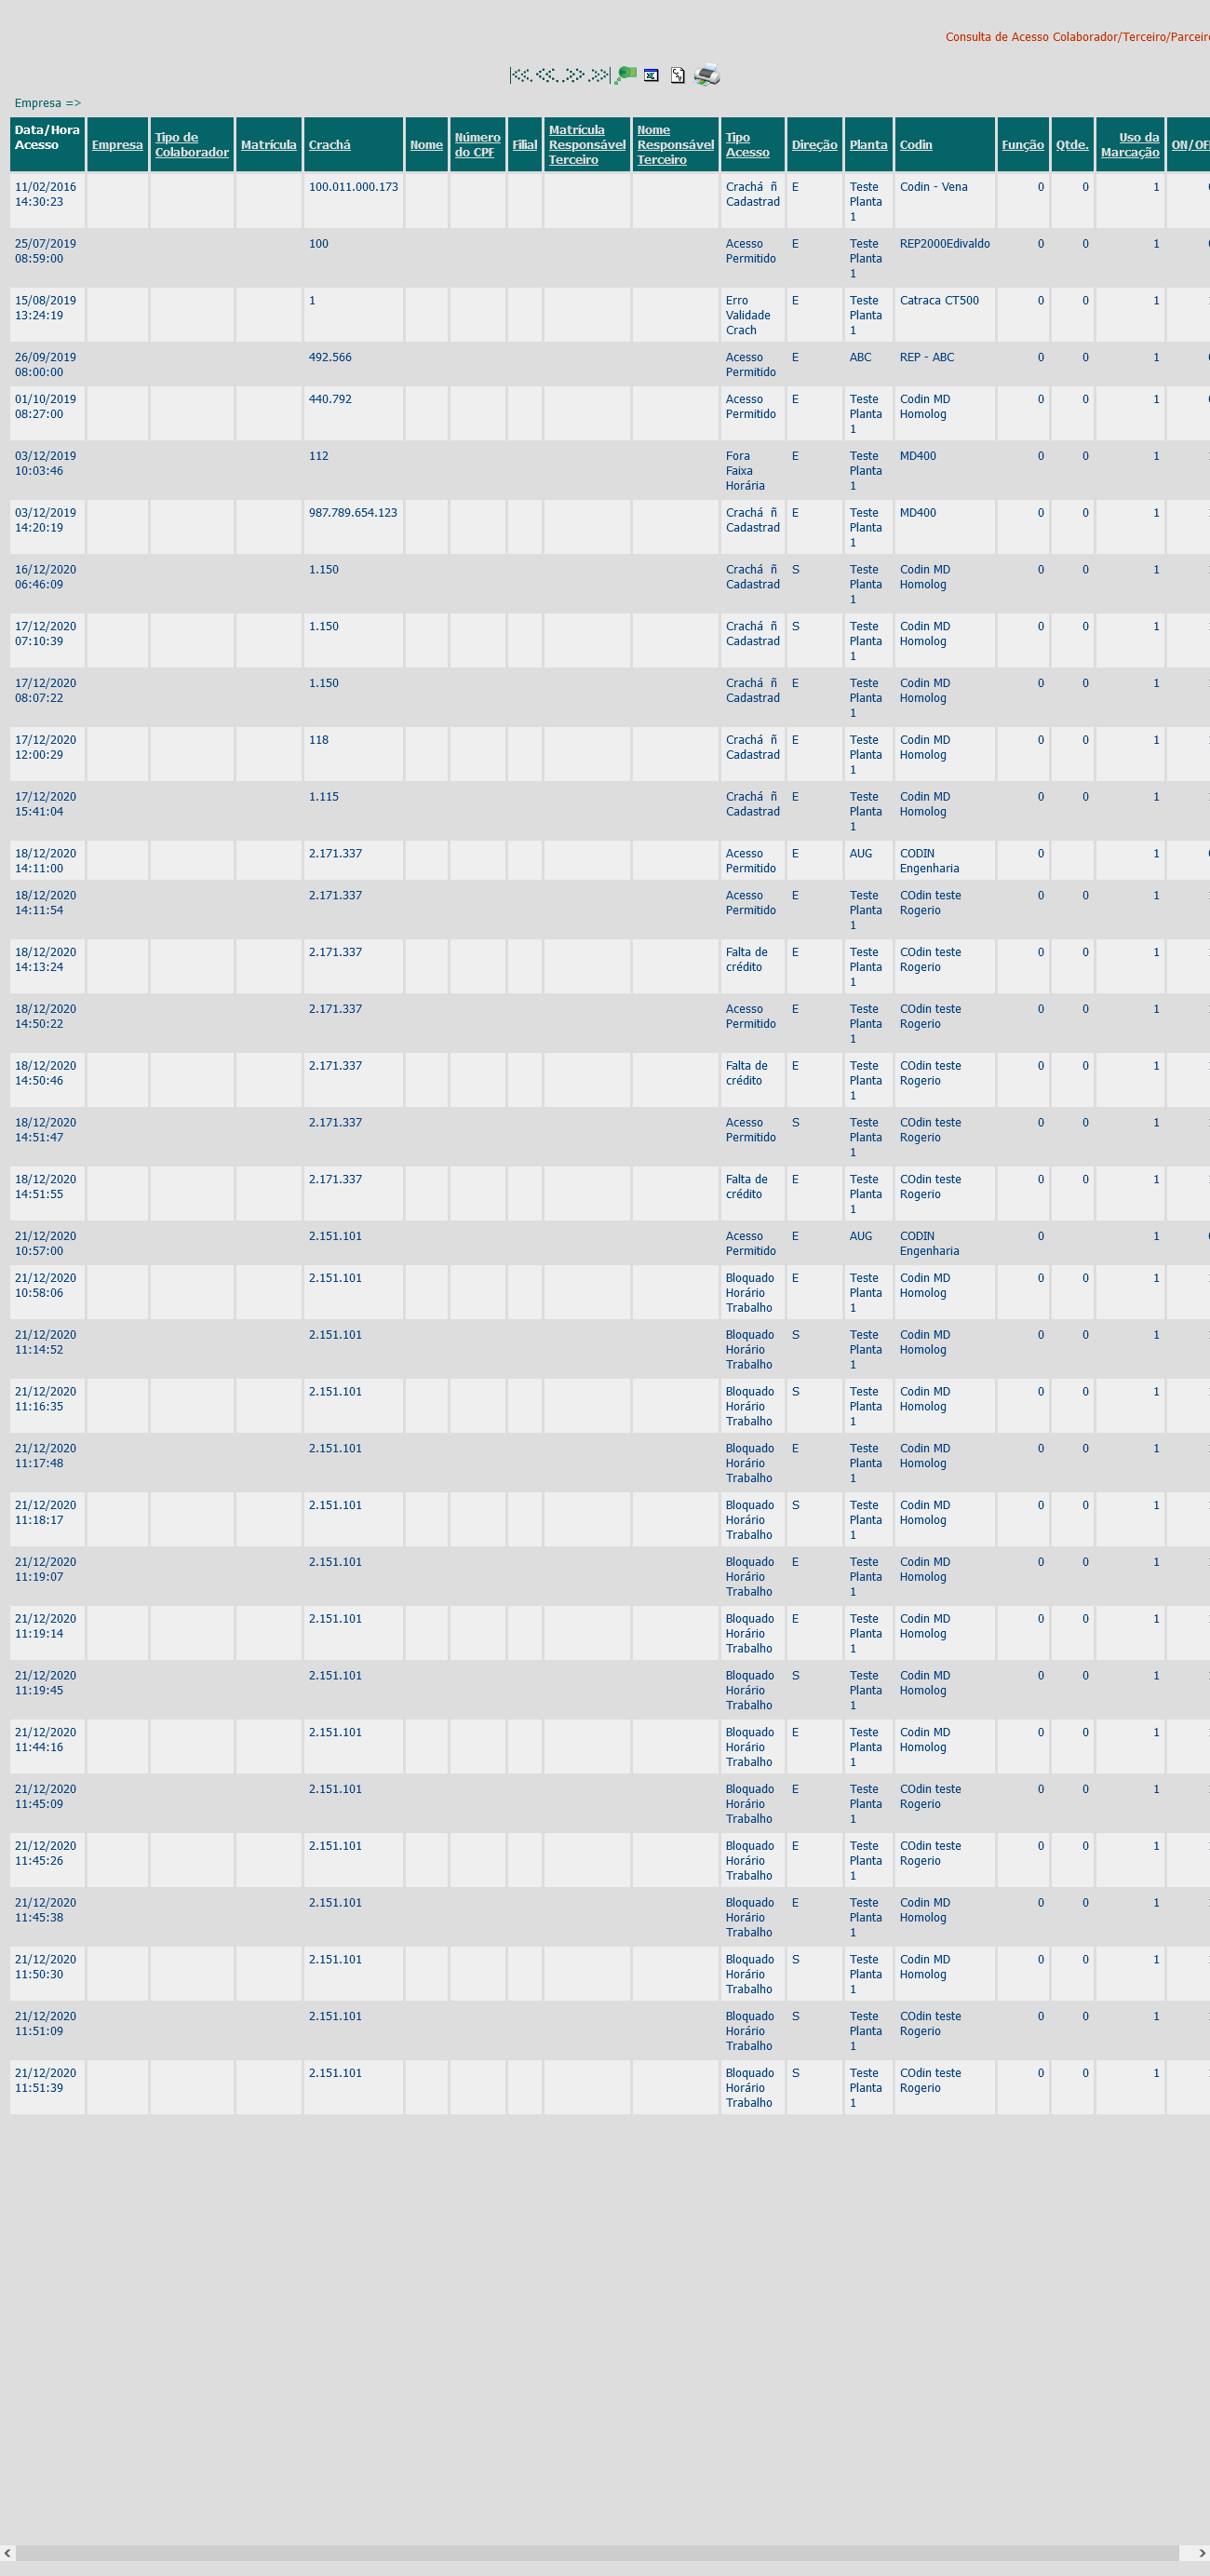 Consulta de Acesso Colaborador/Terceiro/Parceiro
Empresa =>
Data/Hora Acesso Empresa Tipo de Colaborador Matrícula Crachá Nome Número do CPF Filial Matrícula Responsável Terceiro Nome Responsável Terceiro Tipo Acesso Direção Planta Codin Função Qtde. Uso da Marcação ON/OF
11/02/2016 14:30:23 100.011.000.173 Crachá ñ Cadastrad E Teste Planta 1 Codin - Vena 0 0 1
25/07/2019 08:59:00 100 Acesso Permitido E Teste Planta 1 REP2000Edivaldo 0 0 1
15/08/2019 13:24:19 1 Erro Validade Crach E Teste Planta 1 Catraca CT500 0 0 1
26/09/2019 08:00:00 492.566 Acesso Permitido E ABC REP - ABC 0 0 1
01/10/2019 08:27:00 440.792 Acesso Permitido E Teste Planta 1 Codin MD Homolog 0 0 1
03/12/2019 10:03:46 112 Fora Faixa Horária E Teste Planta 1 MD400 0 0 1
03/12/2019 14:20:19 987.789.654.123 Crachá ñ Cadastrad E Teste Planta 1 MD400 0 0 1
16/12/2020 06:46:09 1.150 Crachá ñ Cadastrad S Teste Planta 1 Codin MD Homolog 0 0 1
17/12/2020 07:10:39 1.150 Crachá ñ Cadastrad S Teste Planta 1 Codin MD Homolog 0 0 1
17/12/2020 08:07:22 1.150 Crachá ñ Cadastrad E Teste Planta 1 Codin MD Homolog 0 0 1
17/12/2020 12:00:29 118 Crachá ñ Cadastrad E Teste Planta 1 Codin MD Homolog 0 0 1
17/12/2020 15:41:04 1.115 Crachá ñ Cadastrad E Teste Planta 1 Codin MD Homolog 0 0 1
18/12/2020 14:11:00 2.171.337 Acesso Permitido E AUG CODIN Engenharia 0 1
18/12/2020 14:11:54 2.171.337 Acesso Permitido E Teste Planta 1 COdin teste Rogerio 0 0 1
18/12/2020 14:13:24 2.171.337 Falta de crédito E Teste Planta 1 COdin teste Rogerio 0 0 1
18/12/2020 14:50:22 2.171.337 Acesso Permitido E Teste Planta 1 COdin teste Rogerio 0 0 1
18/12/2020 14:50:46 2.171.337 Falta de crédito E Teste Planta 1 COdin teste Rogerio 0 0 1
18/12/2020 14:51:47 2.171.337 Acesso Permitido S Teste Planta 1 COdin teste Rogerio 0 0 1
18/12/2020 14:51:55 2.171.337 Falta de crédito E Teste Planta 1 COdin teste Rogerio 0 0 1
21/12/2020 10:57:00 2.151.101 Acesso Permitido E AUG CODIN Engenharia 0 1
21/12/2020 10:58:06 2.151.101 Bloquado Horário Trabalho E Teste Planta 1 Codin MD Homolog 0 0 1
21/12/2020 11:14:52 2.151.101 Bloquado Horário Trabalho S Teste Planta 1 Codin MD Homolog 0 0 1
21/12/2020 11:16:35 2.151.101 Bloquado Horário Trabalho S Teste Planta 1 Codin MD Homolog 0 0 1
21/12/2020 11:17:48 2.151.101 Bloquado Horário Trabalho E Teste Planta 1 Codin MD Homolog 0 0 1
21/12/2020 11:18:17 2.151.101 Bloquado Horário Trabalho S Teste Planta 1 Codin MD Homolog 0 0 1
21/12/2020 11:19:07 2.151.101 Bloquado Horário Trabalho E Teste Planta 1 Codin MD Homolog 0 0 1
21/12/2020 11:19:14 2.151.101 Bloquado Horário Trabalho E Teste Planta 1 Codin MD Homolog 0 0 1
21/12/2020 11:19:45 2.151.101 Bloquado Horário Trabalho S Teste Planta 1 Codin MD Homolog 0 0 1
21/12/2020 11:44:16 2.151.101 Bloquado Horário Trabalho E Teste Planta 1 Codin MD Homolog 0 0 1
21/12/2020 11:45:09 2.151.101 Bloquado Horário Trabalho E Teste Planta 1 COdin teste Rogerio 0 0 1
21/12/2020 11:45:26 2.151.101 Bloquado Horário Trabalho E Teste Planta 1 COdin teste Rogerio 0 0 1
21/12/2020 11:45:38 2.151.101 Bloquado Horário Trabalho E Teste Planta 1 Codin MD Homolog 0 0 1
21/12/2020 11:50:30 2.151.101 Bloquado Horário Trabalho S Teste Planta 1 Codin MD Homolog 0 0 1
21/12/2020 11:51:09 2.151.101 Bloquado Horário Trabalho S Teste Planta 1 COdin teste Rogerio 0 0 1
21/12/2020 11:51:39 2.151.101 Bloquado Horário Trabalho S Teste Planta 1 COdin teste Rogerio 0 0 1